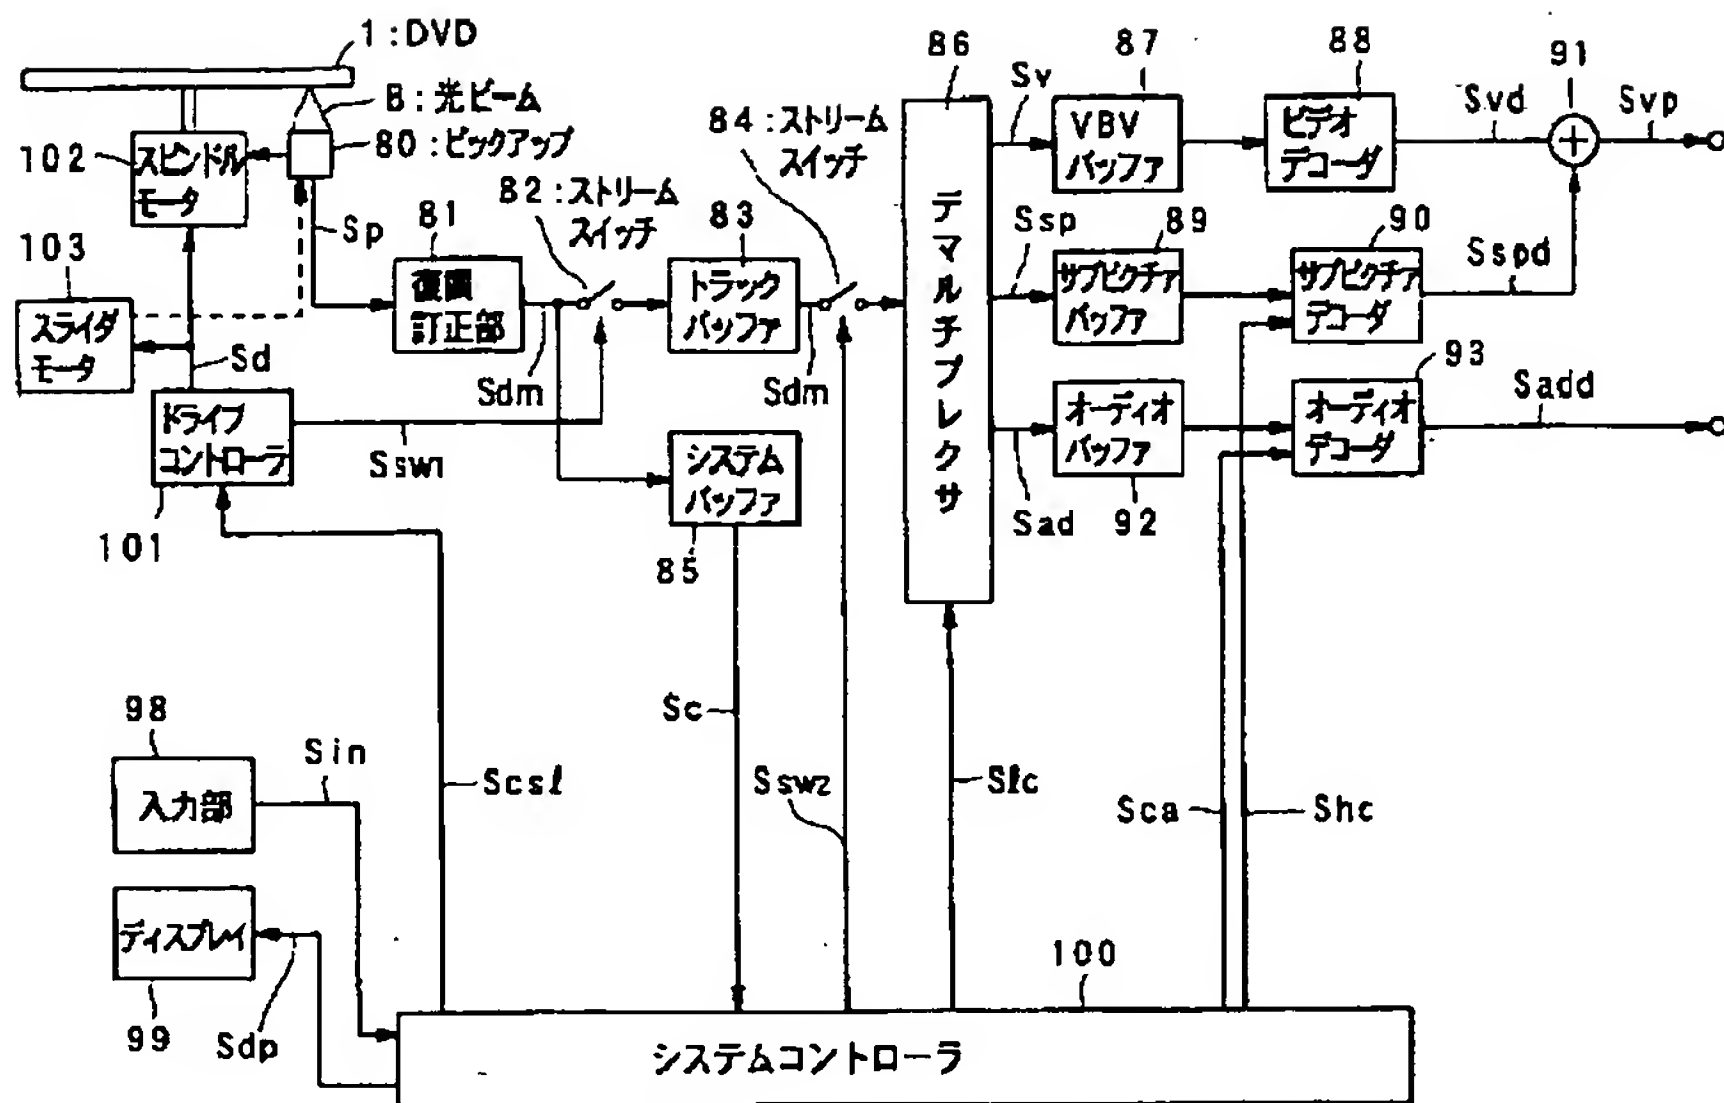 1:DVD
B:光ビーム
80:ピックアップ
102
スピンドル
モータ
103
スライダ
モータ
Sd
Sp
81
復調
訂正部
82:ストリーム
スイッチ
83
トラック
バッファ
84:ストリーム
スイッチ
Sdm
Sdm
ドライブ
コントローラ
101
Ssw1
システム
バッファ
85
86
デマルチプレクサ
Sv
87
VBV
バッファ
88
ビデオ
デコーダ
Svd
91
+
Svp
Ssp
89
サブピクチャ
バッファ
90
サブピクチャ
デコーダ
Sspd
Sad
オーディオ
バッファ
92
93
オーディオ
デコーダ
Sadd
98
入力部
Sin
ディスプレイ
99
Sdp
Scsl
Sc
Ssw2
Slc
Sca
Shc
100
システムコントローラ